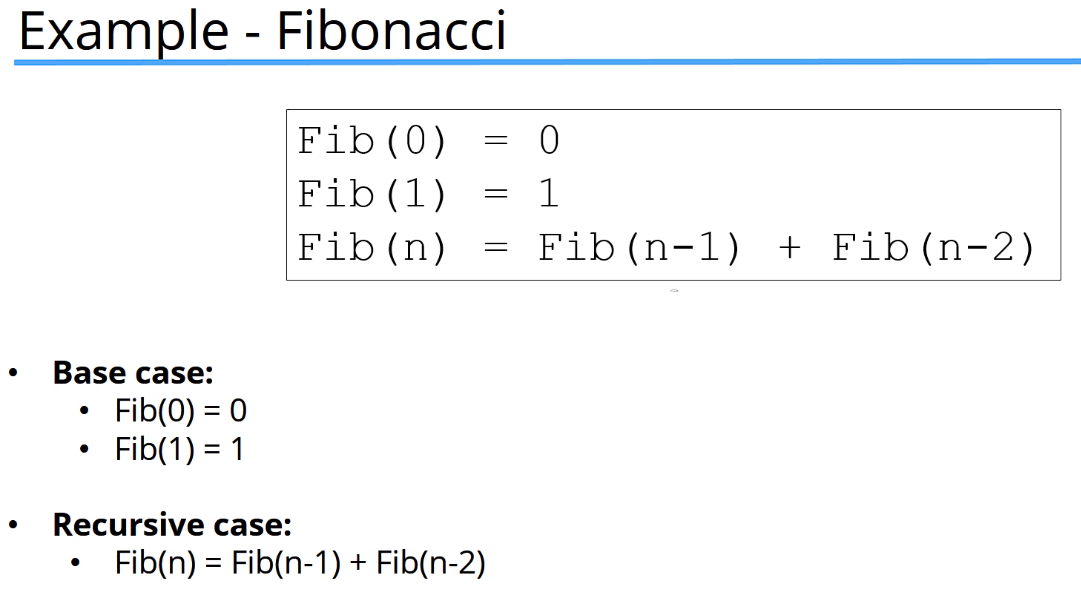 Example - Fibonacci
Fib(0) = 0
Fib(1) = 1
Fib(n) = Fib(n-1) + Fib(n-2)
• Base case:
• Fib(0) = 0
• Fib(1) = 1
• Recursive case:
• Fib(n) = Fib(n-1) + Fib(n-2)